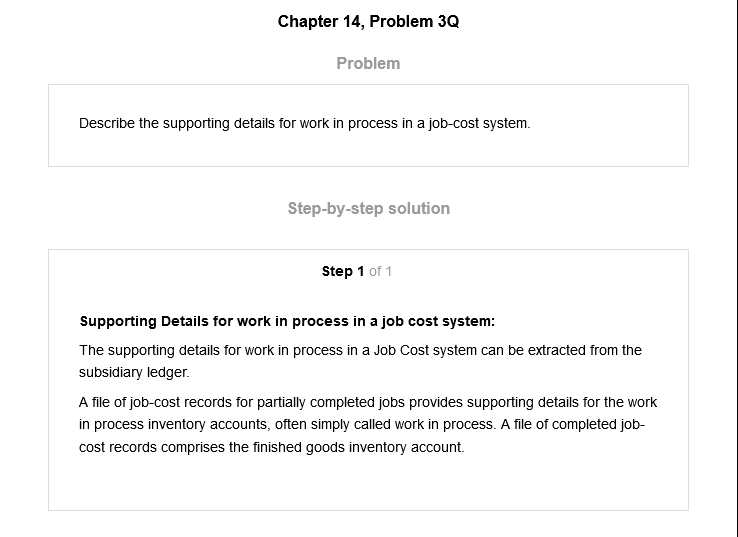 Chapter 14, Problem 3Q
Problem
Describe the supporting details for work in process in a job-cost system.
Step-by-step solution
Step 1 of 1
Supporting Details for work in process in a job cost system:
The supporting details for work in process in a Job Cost system can be extracted from the
subsidiary ledger.
A file of job-cost records for partially completed jobs provides supporting details for the work
in process inventory accounts, often simply called work in process. A file of completed job-
cost records comprises the finished goods inventory account.